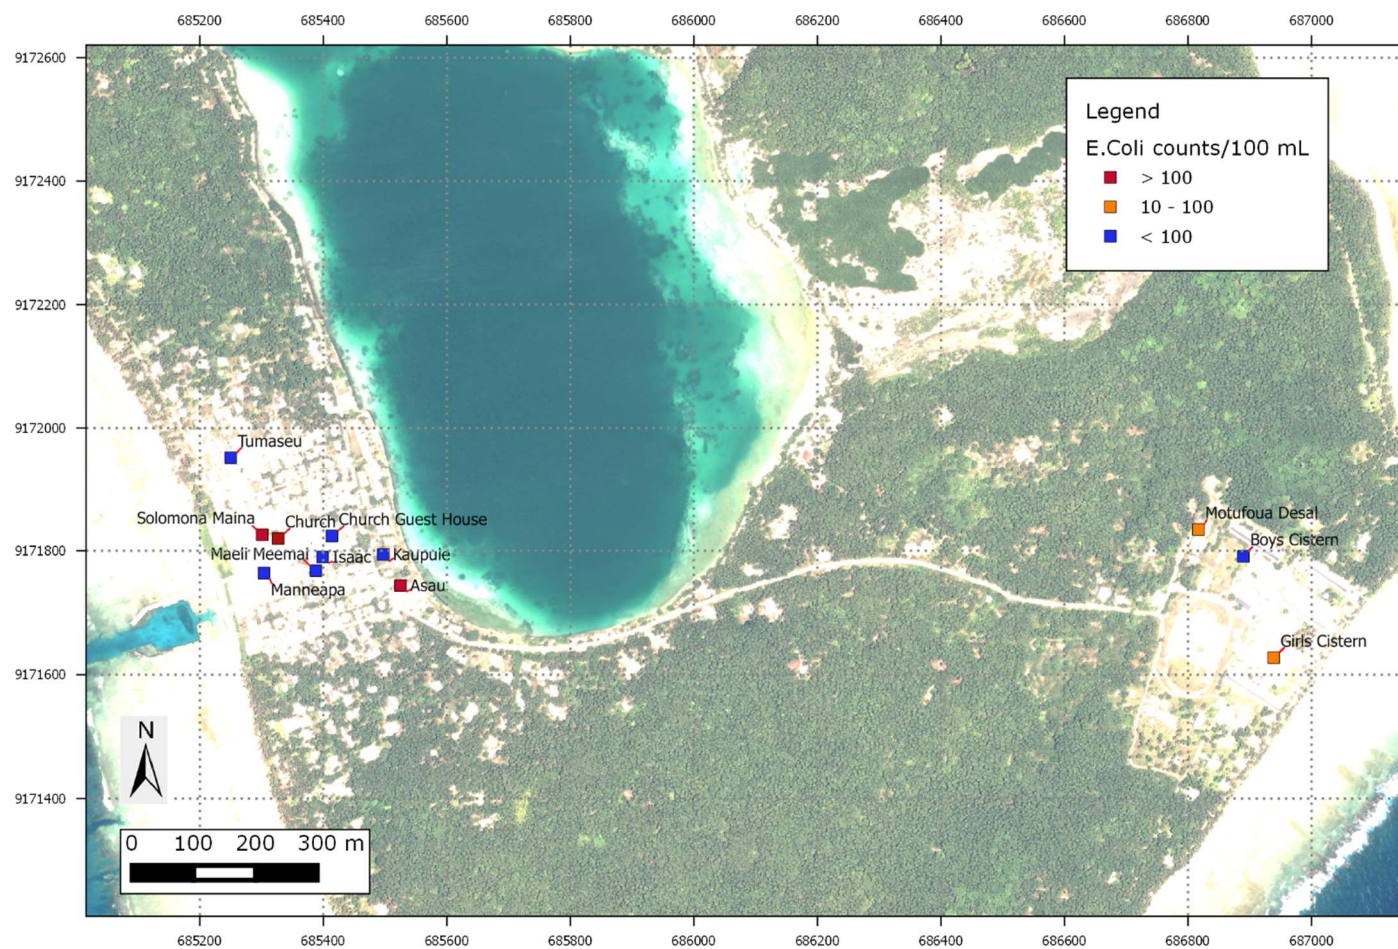 685200 685400 685600 685800 686000 686200 686400 686600 686800 687000
9172600
Legend
E.Coli counts/100 mL
> 100
10 - 100
< 100
9172400
9172200
9172000
Tumaseu
Solomona Maina
Church
Church Guest House
Motufoua Desal
9171800
Maeli Meemai
Isaac
Kaupule
Boys Cistern
Manneapa
Asau
Girls Cistern
9171600
N
9171400
0 100 200 300 m
685200 685400 685600 685800 686000 686200 686400 686600 686800 687000